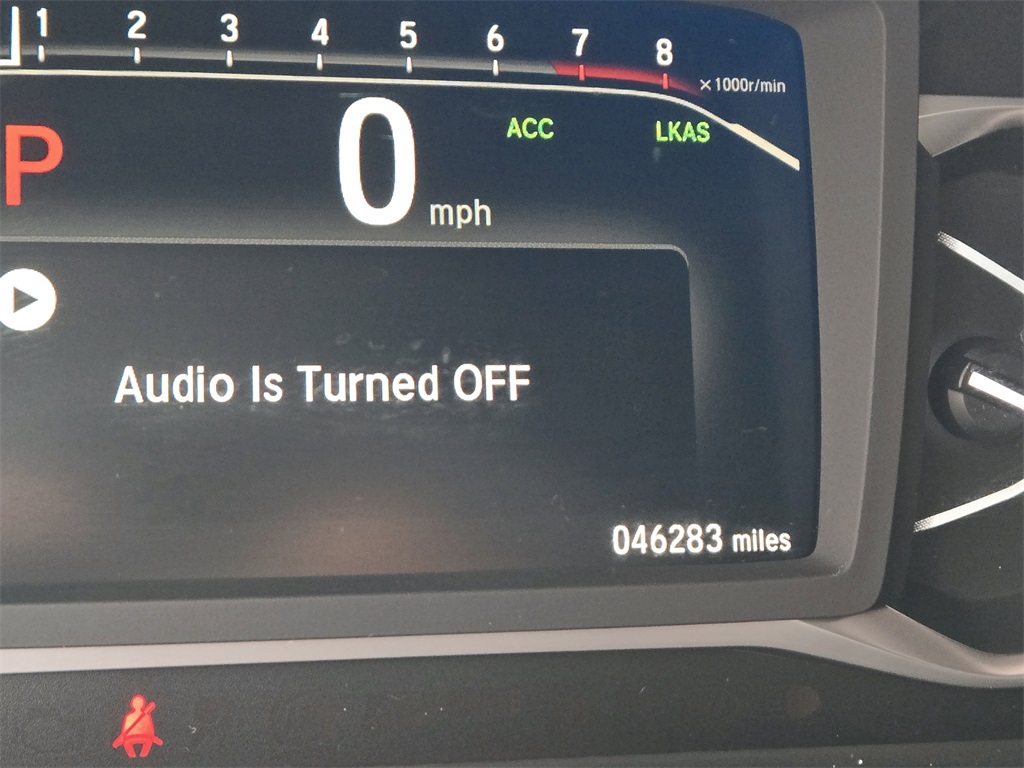 1 2 3 4 5 6 7 8
×1000r/min
P 0 mph ACC LKAS
Audio Is Turned OFF
046283 miles